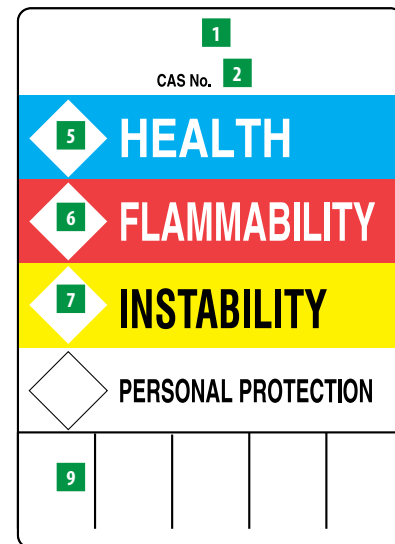 1
CAS No. 2
5 HEALTH
6 FLAMMABILITY
7 INSTABILITY
PERSONAL PROTECTION
9